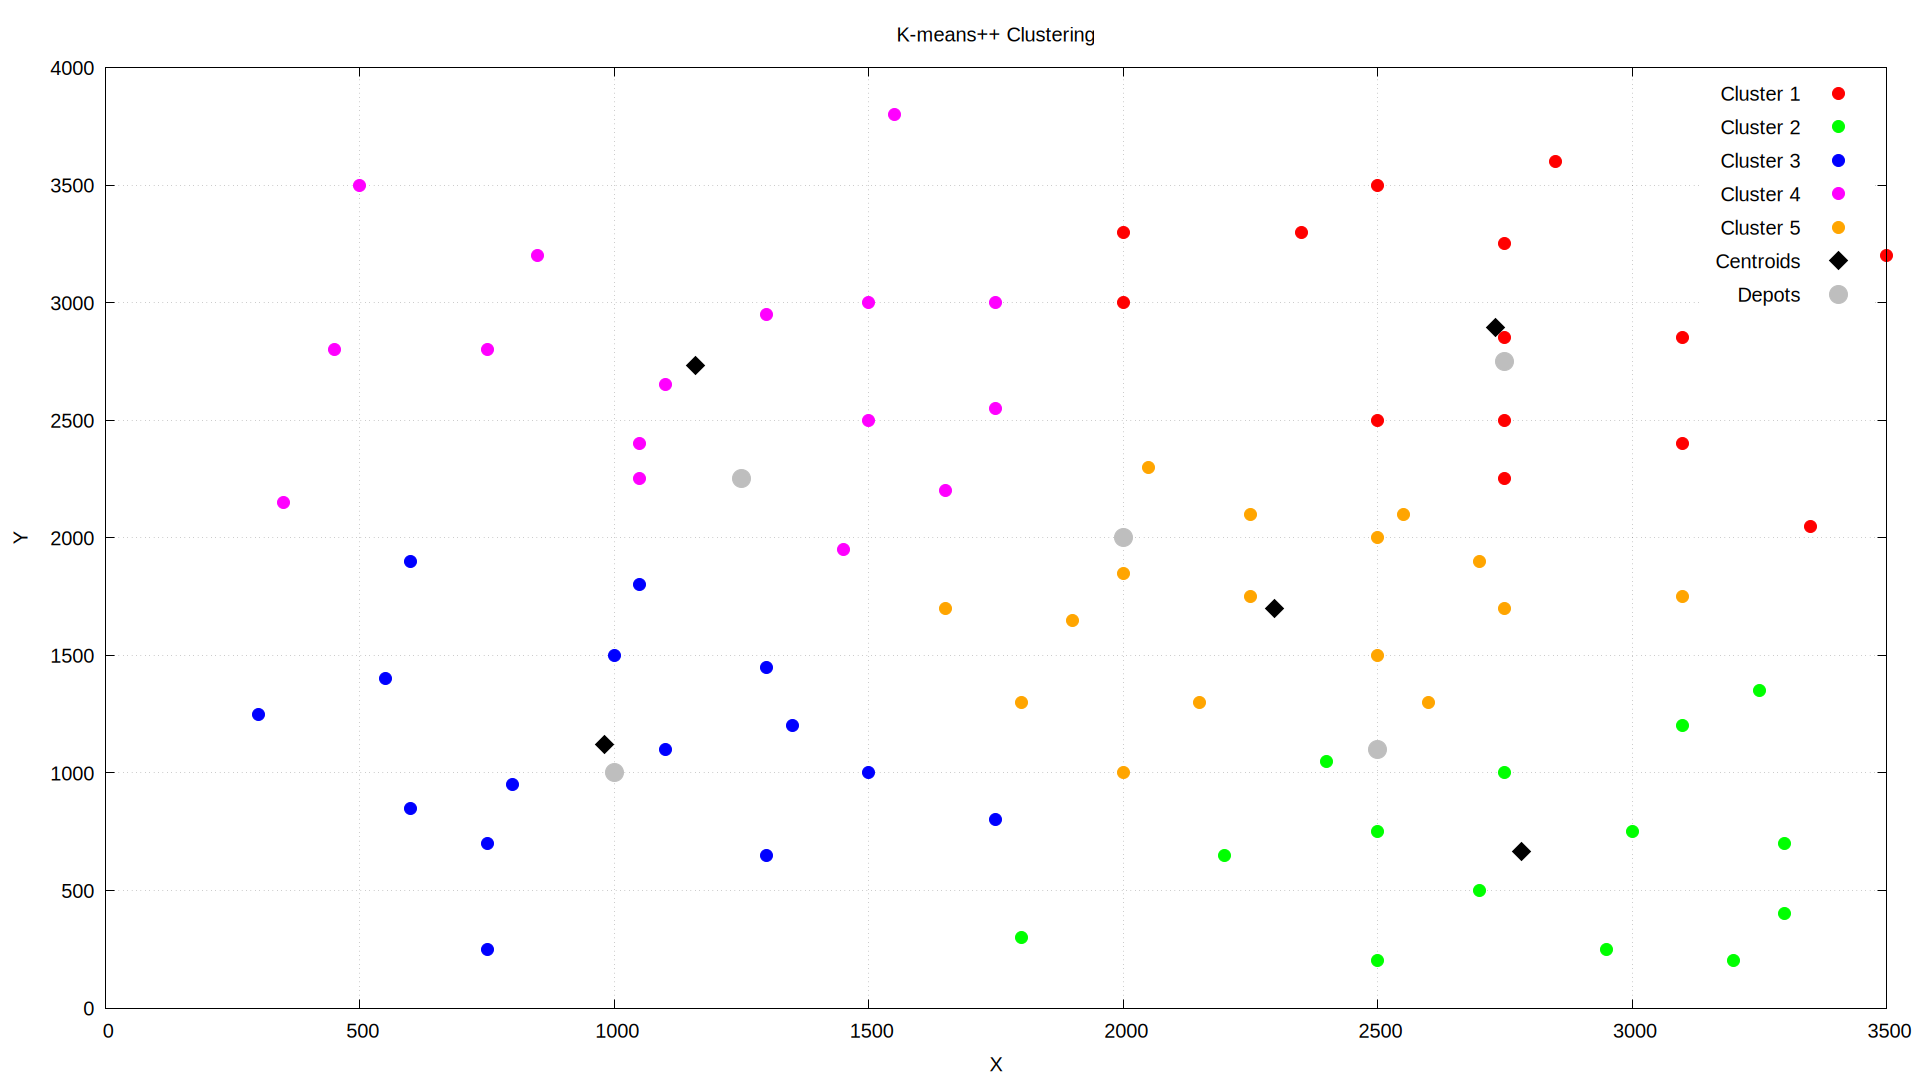 K-means++ Clustering
4000
3500
3000
2500
2000
1500
1000
500
0
Y
0 500 1000 1500 2000 2500 3000 3500
X
Cluster 1
Cluster 2
Cluster 3
Cluster 4
Cluster 5
Centroids
Depots